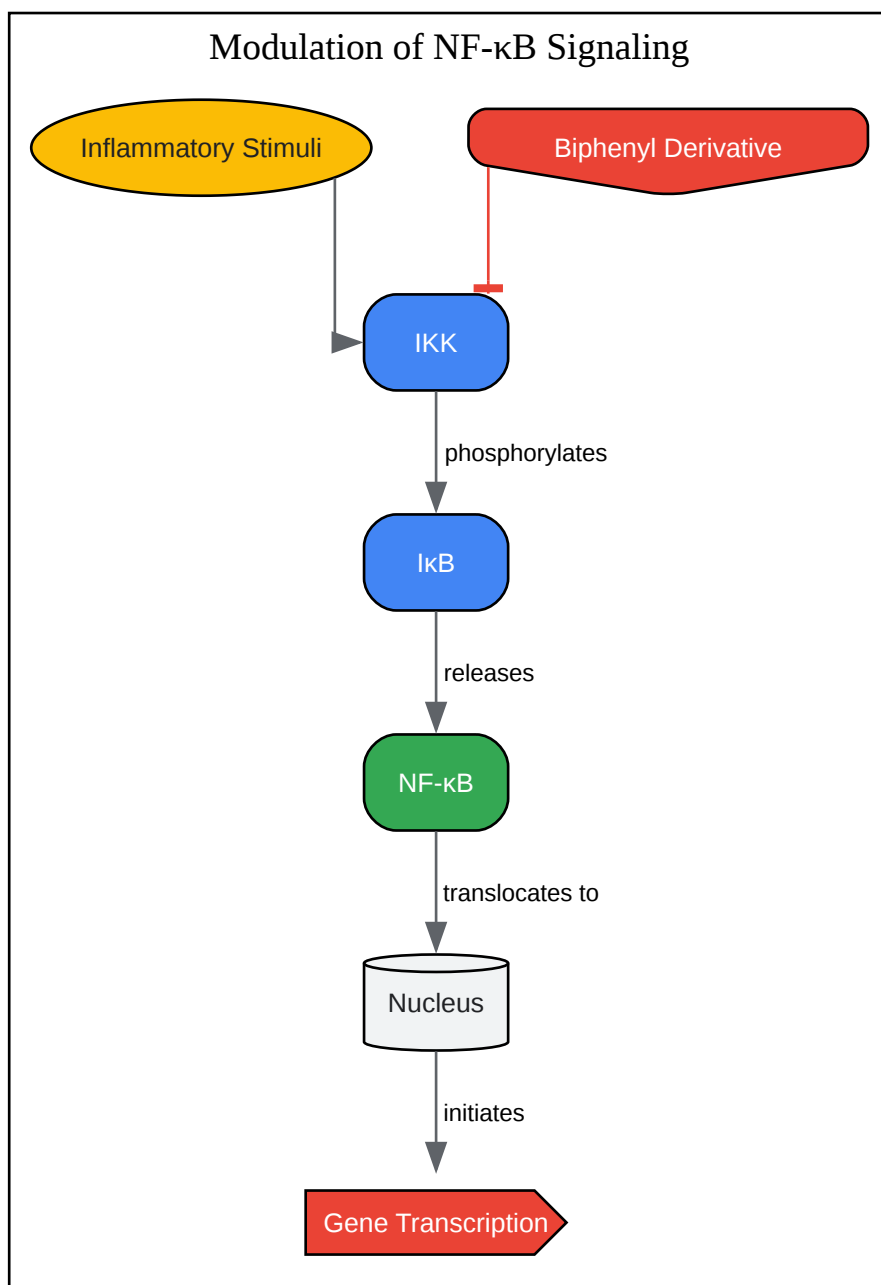 Modulation of NF-κB Signaling
Inflammatory Stimuli
Biphenyl Derivative
IKK
phosphorylates
IκB
releases
NF-κB
translocates to
Nucleus
initiates
Gene Transcription